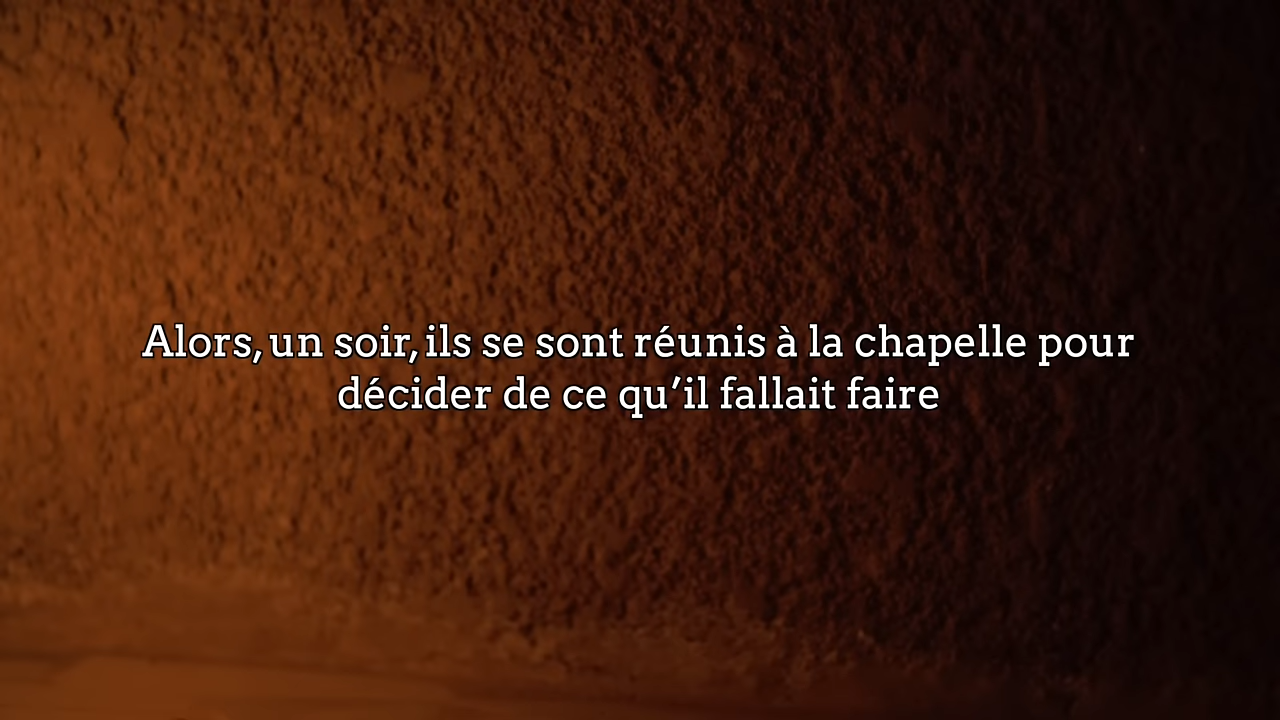 Alors, un soir, ils se sont réunis à la chapelle pour
décider de ce qu’il fallait faire